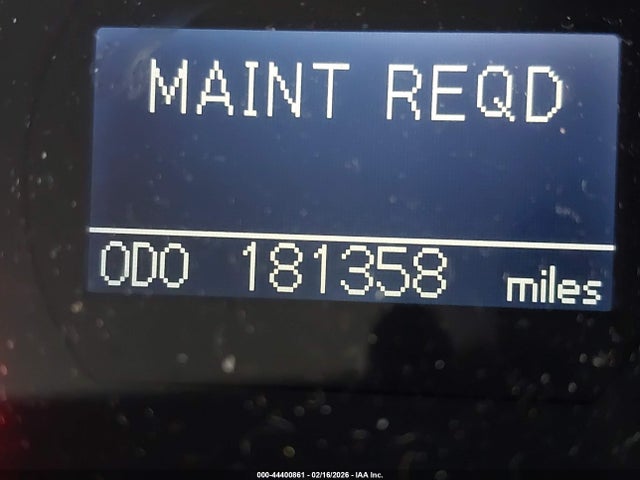 MAINT REQD
ODO 181358 miles
000-44400861 - 02/16/2026 - IAA Inc.